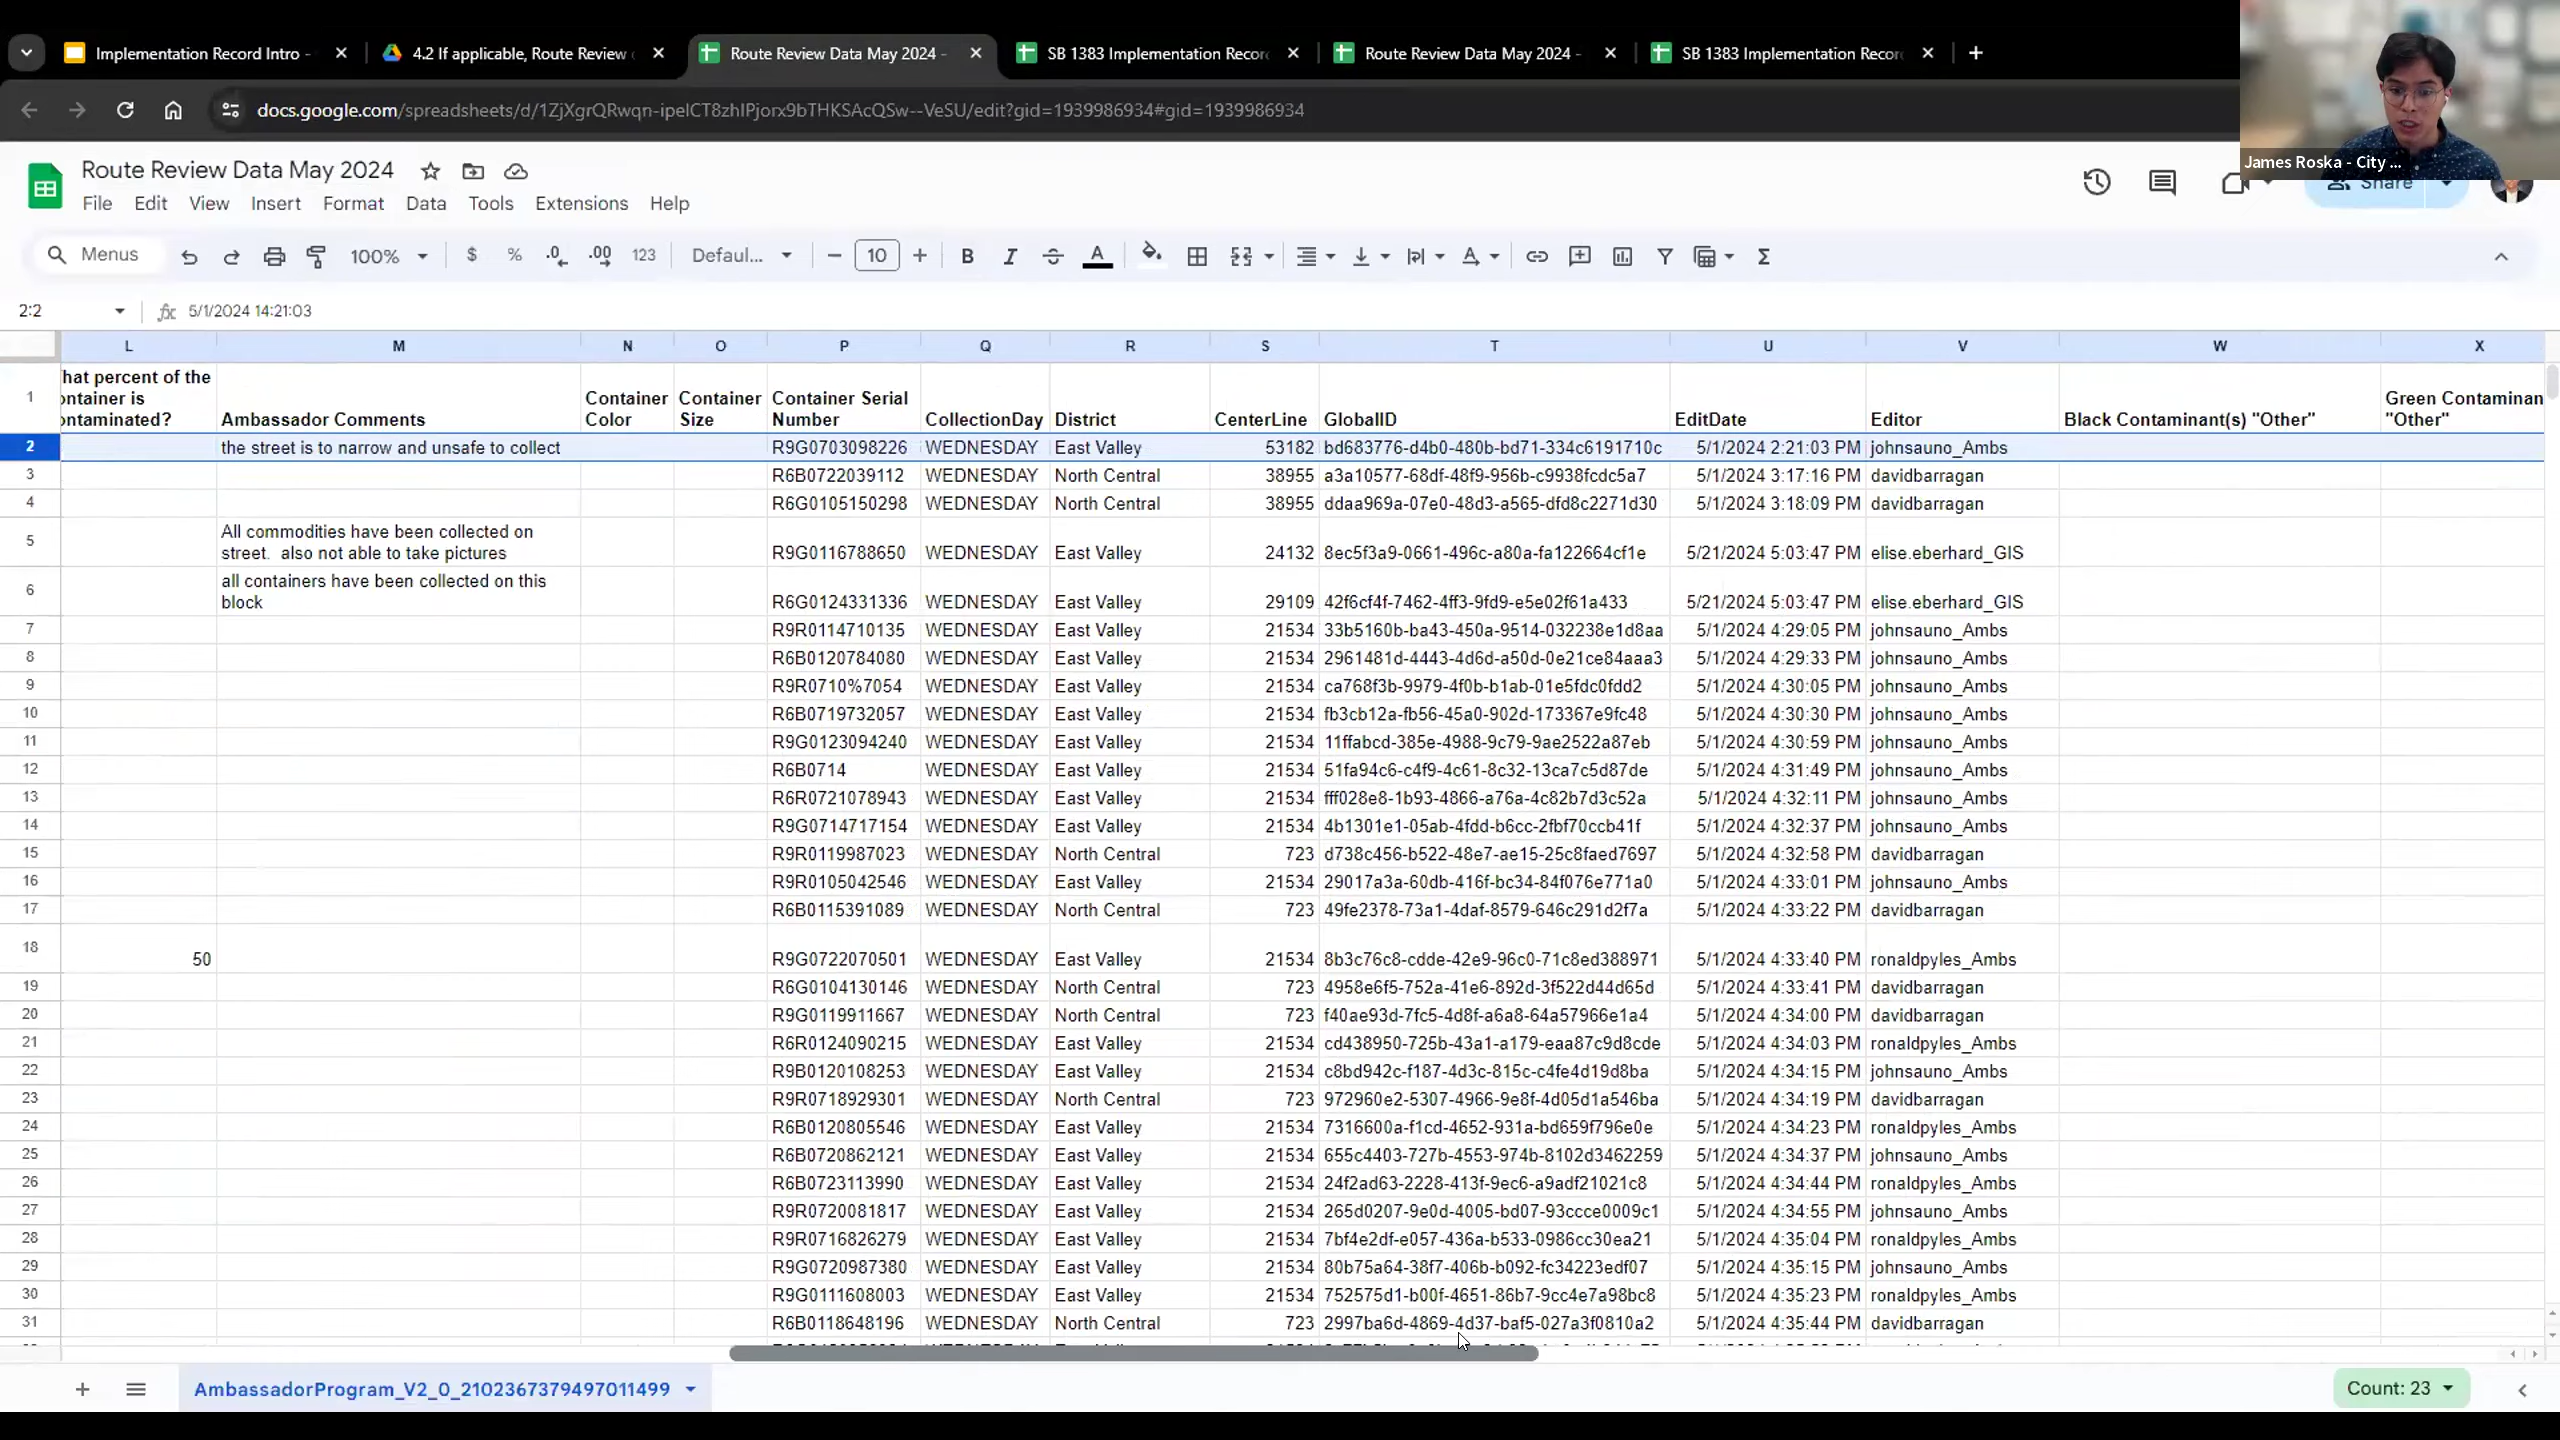 Implementation Record Intro -
4.2 If applicable, Route Review
Route Review Data May 2024 -
SB 1383 Implementation Recor
Route Review Data May 2024 -
SB 1383 Implementation Recor
docs.google.com/spreadsheets/d/1ZjXgrQRwqn-ipelCT8zhIPjorx9bTHKSAcQSw--VeSU/edit?gid=1939986934#gid=1939986934
James Roska - City ...
Route Review Data May 2024
Share
File Edit View Insert Format Data Tools Extensions Help
Menus 100% $ % .0 .00 123 Defaul... 10 B I A
2:2 fx 5/1/2024 14:21:03
L M N O P Q R S T U V W X
1 hat percent of the ontainer is ontaminated? Ambassador Comments Container Color Container Size Container Serial Number CollectionDay District CenterLine GlobalID EditDate Editor Black Contaminant(s) "Other" Green Contaminan "Other"
2 the street is to narrow and unsafe to collect R9G0703098226 WEDNESDAY East Valley 53182 bd683776-d4b0-480b-bd71-334c6191710c 5/1/2024 2:21:03 PM johnsauno_Ambs
3 R6B0722039112 WEDNESDAY North Central 38955 a3a10577-68df-48f9-956b-c9938fcdc5a7 5/1/2024 3:17:16 PM davidbarragan
4 R6G0105150298 WEDNESDAY North Central 38955 ddaa969a-07e0-48d3-a565-dfd8c2271d30 5/1/2024 3:18:09 PM davidbarragan
5 All commodities have been collected on street. also not able to take pictures R9G0116788650 WEDNESDAY East Valley 24132 8ec5f3a9-0661-496c-a80a-fa122664cf1e 5/21/2024 5:03:47 PM elise.eberhard_GIS
6 all containers have been collected on this block R6G0124331336 WEDNESDAY East Valley 29109 42f6cf4f-7462-4ff3-9fd9-e5e02f61a433 5/21/2024 5:03:47 PM elise.eberhard_GIS
7 R9R0114710135 WEDNESDAY East Valley 21534 33b5160b-ba43-450a-9514-032238e1d8aa 5/1/2024 4:29:05 PM johnsauno_Ambs
8 R6B0120784080 WEDNESDAY East Valley 21534 2961481d-4443-4d6d-a50d-0e21ce84aaa3 5/1/2024 4:29:33 PM johnsauno_Ambs
9 R9R0710%7054 WEDNESDAY East Valley 21534 ca768f3b-9979-4f0b-b1ab-01e5fdc0fdd2 5/1/2024 4:30:05 PM johnsauno_Ambs
10 R6B0719732057 WEDNESDAY East Valley 21534 fb3cb12a-fb56-45a0-902d-173367e9fc48 5/1/2024 4:30:30 PM johnsauno_Ambs
11 R9G0123094240 WEDNESDAY East Valley 21534 11ffabcd-385e-4988-9c79-9ae2522a87eb 5/1/2024 4:30:59 PM johnsauno_Ambs
12 R6B0714 WEDNESDAY East Valley 21534 51fa94c6-c4f9-4c61-8c32-13ca7c5d87de 5/1/2024 4:31:49 PM johnsauno_Ambs
13 R6R0721078943 WEDNESDAY East Valley 21534 fff028e8-1b93-4866-a76a-4c82b7d3c52a 5/1/2024 4:32:11 PM johnsauno_Ambs
14 R9G0714717154 WEDNESDAY East Valley 21534 4b1301e1-05ab-4fdd-b6cc-2fbf70ccb41f 5/1/2024 4:32:37 PM johnsauno_Ambs
15 R9R0119987023 WEDNESDAY North Central 723 d738c456-b522-48e7-ae15-25c8faed7697 5/1/2024 4:32:58 PM davidbarragan
16 R9R0105042546 WEDNESDAY East Valley 21534 29017a3a-60db-416f-bc34-84f076e771a0 5/1/2024 4:33:01 PM johnsauno_Ambs
17 R6B0115391089 WEDNESDAY North Central 723 49fe2378-73a1-4daf-8579-646c291d2f7a 5/1/2024 4:33:22 PM davidbarragan
18 50 R9G0722070501 WEDNESDAY East Valley 21534 8b3c76c8-cdde-42e9-96c0-71c8ed388971 5/1/2024 4:33:40 PM ronaldpyles_Ambs
19 R6G0104130146 WEDNESDAY North Central 723 4958e6f5-752a-41e6-892d-3f522d44d65d 5/1/2024 4:33:41 PM davidbarragan
20 R9G0119911667 WEDNESDAY North Central 723 f40ae93d-7fc5-4d8f-a6a8-64a57966e1a4 5/1/2024 4:34:00 PM davidbarragan
21 R6R0124090215 WEDNESDAY East Valley 21534 cd438950-725b-43a1-a179-eaa87c9d8cde 5/1/2024 4:34:03 PM ronaldpyles_Ambs
22 R9B0120108253 WEDNESDAY East Valley 21534 c8bd942c-f187-4d3c-815c-c4fe4d19d8ba 5/1/2024 4:34:15 PM johnsauno_Ambs
23 R9R0718929301 WEDNESDAY North Central 723 972960e2-5307-4966-9e8f-4d05d1a546ba 5/1/2024 4:34:19 PM davidbarragan
24 R6B0120805546 WEDNESDAY East Valley 21534 7316600a-f1cd-4652-931a-bd659f796e0e 5/1/2024 4:34:23 PM ronaldpyles_Ambs
25 R6B0720862121 WEDNESDAY East Valley 21534 655c4403-727b-4553-974b-8102d3462259 5/1/2024 4:34:37 PM johnsauno_Ambs
26 R6B0723113990 WEDNESDAY East Valley 21534 24f2ad63-2228-413f-9ec6-a9adf21021c8 5/1/2024 4:34:44 PM ronaldpyles_Ambs
27 R9R0720081817 WEDNESDAY East Valley 21534 265d0207-9e0d-4005-bd07-93ccce0009c1 5/1/2024 4:34:55 PM johnsauno_Ambs
28 R9R0716826279 WEDNESDAY East Valley 21534 7bf4e2df-e057-436a-b533-0986cc30ea21 5/1/2024 4:35:04 PM ronaldpyles_Ambs
29 R9G0720987380 WEDNESDAY East Valley 21534 80b75a64-38f7-406b-b092-fc34223edf07 5/1/2024 4:35:15 PM johnsauno_Ambs
30 R9G0111608003 WEDNESDAY East Valley 21534 752575d1-b00f-4651-86b7-9cc4e7a98bc8 5/1/2024 4:35:23 PM ronaldpyles_Ambs
31 R6B0118648196 WEDNESDAY North Central 723 2997ba6d-4869-4d37-baf5-027a3f0810a2 5/1/2024 4:35:44 PM davidbarragan
AmbassadorProgram_V2_0_2102367379497011499 Count: 23